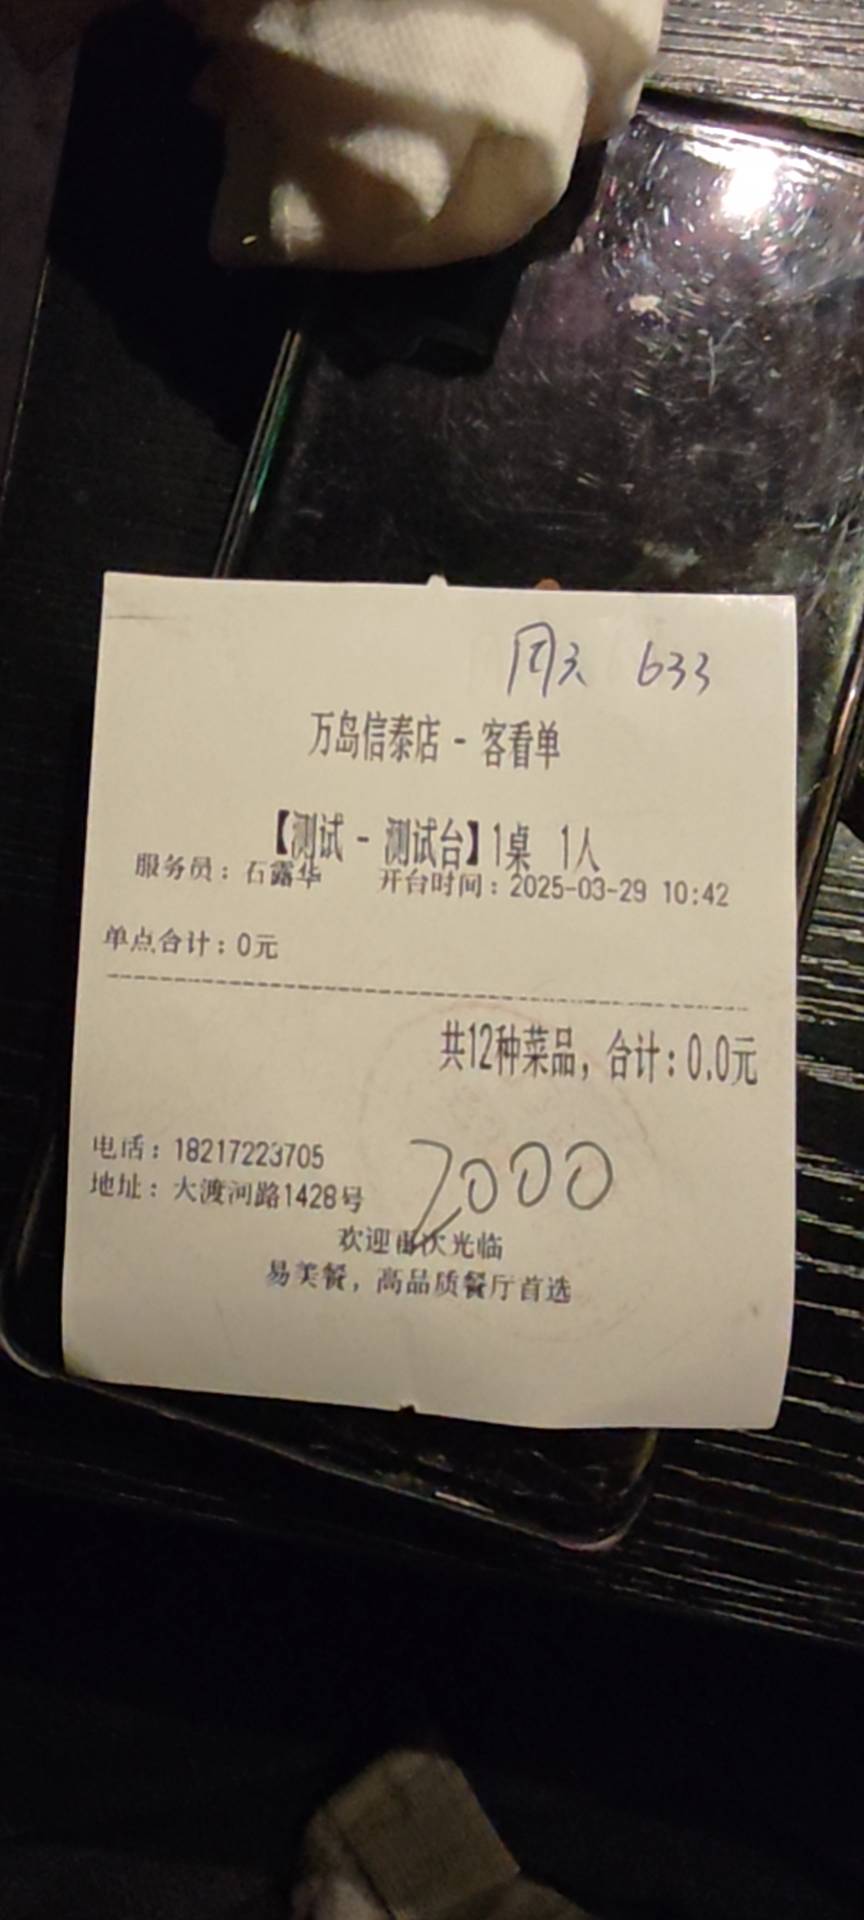 633
万岛信泰店 - 客看单
【测试 - 测试台】1桌 1人
服务员：石露华 开台时间：2025-03-29 10:42
单点合计：0元
共12种菜品，合计：0.0元
电话：18217223705
2000
地址：大渡河路1428号
欢迎再次光临
易美餐，高品质餐厅首选